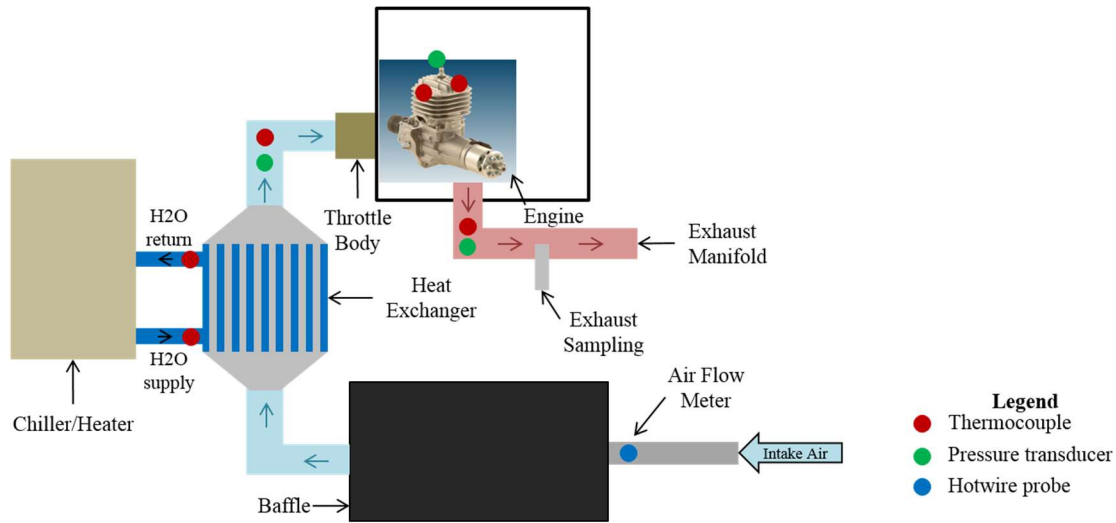 H2O
return
H2O
supply
Chiller/Heater
Throttle
Body
Engine
Heat
Exchanger
Exhaust
Manifold
Exhaust
Sampling
Air Flow
Meter
Intake Air
Baffle
Legend
Thermocouple
Pressure transducer
Hotwire probe